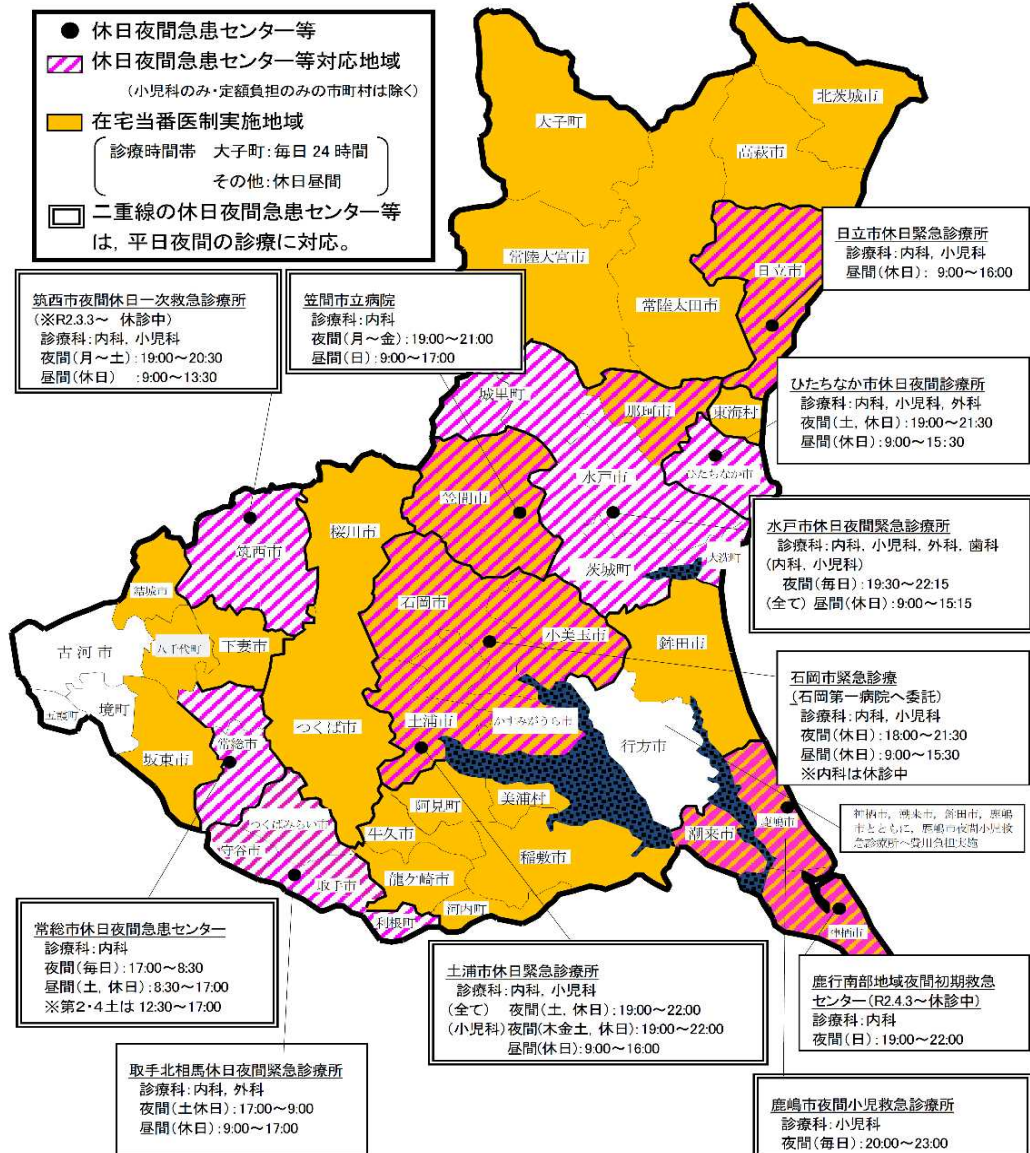 ● 休日夜間急患センター等
休日夜間急患センター等対応地域
(小児科のみ・定額負担のみの市町村は除く)
在宅当番医制実施地域
診療時間帯 大子町:毎日24時間
その他:休日昼間
二重線の休日夜間急患センター等
は, 平日夜間の診療に対応。
大子町
北茨城市
高萩市
常陸大宮市
常陸太田市
日立市
城里町
那珂市
東海村
ひたちなか市
水戸市
笠間市
茨城町
大洗町
桜川市
筑西市
結城市
石岡市
小美玉市
鉾田市
古河市
八千代町
下妻市
五霞町
境町
つくば市
土浦市
かすみがうら市
行方市
常総市
坂東市
阿見町
美浦村
つくばみらい市
牛久市
鹿嶋市
潮来市
守谷市
稲敷市
取手市
龍ケ崎市
河内町
利根町
神栖市
日立市休日緊急診療所
診療科:内科, 小児科
昼間(休日): 9:00~16:00
筑西市夜間休日一次救急診療所
(※R2.3.3~ 休診中)
診療科:内科, 小児科
夜間(月~土):19:00~20:30
昼間(休日) :9:00~13:30
笠間市立病院
診療科:内科
夜間(月~金):19:00~21:00
昼間(日):9:00~17:00
ひたちなか市休日夜間診療所
診療科:内科, 小児科, 外科
夜間(土, 休日):19:00~21:30
昼間(休日):9:00~15:30
水戸市休日夜間緊急診療所
診療科:内科, 小児科, 外科, 歯科
(内科, 小児科)
夜間(毎日):19:30~22:15
(全て) 昼間(休日):9:00~15:15
石岡市緊急診療
(石岡第一病院へ委託)
診療科:内科, 小児科
夜間(休日):18:00~21:30
昼間(休日):9:00~15:30
※内科は休診中
神栖市, 潮来市, 鉾田市, 鹿嶋
市とともに, 鹿嶋市夜間小児救
急診療所へ費用負担実施
常総市休日夜間急患センター
診療科:内科
夜間(毎日):17:00~8:30
昼間(土, 休日):8:30~17:00
※第2・4土は12:30~17:00
取手北相馬休日夜間緊急診療所
診療科:内科, 外科
夜間(土休日):17:00~9:00
昼間(休日):9:00~17:00
土浦市休日緊急診療所
診療科:内科, 小児科
(全て) 夜間(土, 休日):19:00~22:00
(小児科)夜間(木金土, 休日):19:00~22:00
昼間(休日):9:00~16:00
鹿行南部地域夜間初期救急
センター(R2.4.3~休診中)
診療科:内科
夜間(日):19:00~22:00
鹿嶋市夜間小児救急診療所
診療科:小児科
夜間(毎日):20:00~23:00